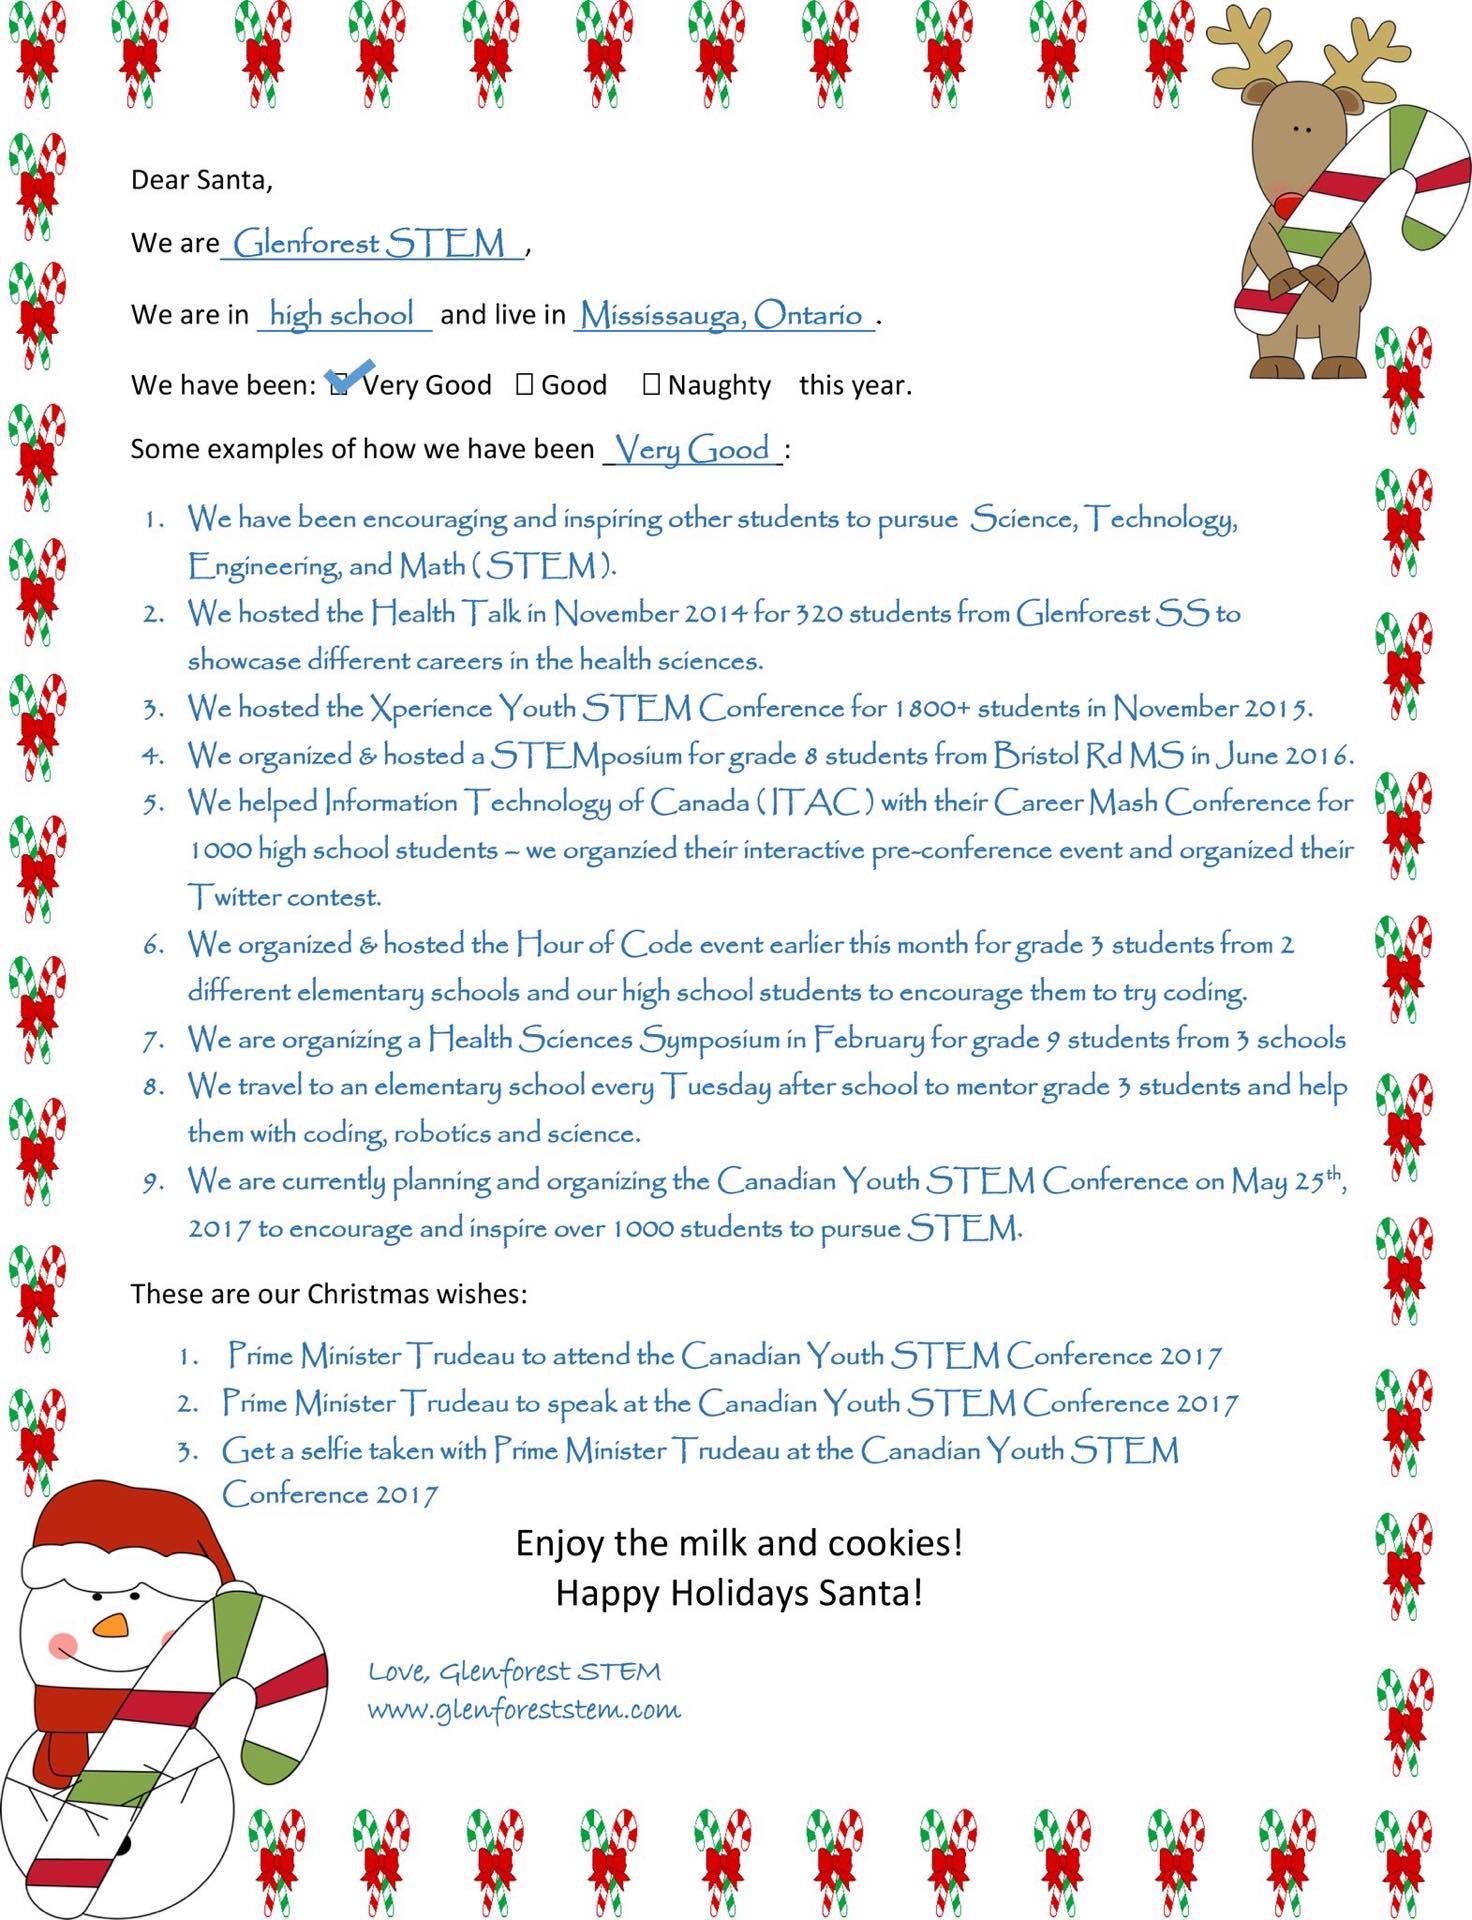 Dear Santa,
We are Glenforest STEM ,
We are in high school and live in Mississauga, Ontario .
We have been: Very Good Good Naughty this year.
Some examples of how we have been Very Good :
1. We have been encouraging and inspiring other students to pursue Science, Technology,
Engineering, and Math ( STEM ).
2. We hosted the Health Talk in November 2014 for 320 students from Glenforest SS to
showcase different careers in the health sciences.
3. We hosted the Xperience Youth STEM Conference for 1800+ students in November 2015.
4. We organized & hosted a STEMposium for grade 8 students from Bristol Rd MS in June 2016.
5. We helped Information Technology of Canada ( ITAC ) with their Career Mash Conference for
1000 high school students – we organzied their interactive pre-conference event and organized their
Twitter contest.
6. We organized & hosted the Hour of Code event earlier this month for grade 3 students from 2
different elementary schools and our high school students to encourage them to try coding.
7. We are organizing a Health Sciences Symposium in February for grade 9 students from 3 schools
8. We travel to an elementary school every Tuesday after school to mentor grade 3 students and help
them with coding, robotics and science.
9. We are currently planning and organizing the Canadian Youth STEM Conference on May 25th,
2017 to encourage and inspire over 1000 students to pursue STEM.
These are our Christmas wishes:
1. Prime Minister Trudeau to attend the Canadian Youth STEM Conference 2017
2. Prime Minister Trudeau to speak at the Canadian Youth STEM Conference 2017
3. Get a selfie taken with Prime Minister Trudeau at the Canadian Youth STEM
Conference 2017
Enjoy the milk and cookies!
Happy Holidays Santa!
Love, Glenforest STEM
www.glenforeststem.com